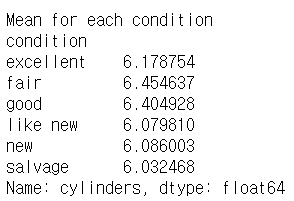 Mean for each condition
condition
excellent    6.178754
fair         6.454637
good         6.404928
like new     6.079810
new          6.086003
salvage      6.032468
Name: cylinders, dtype: float64